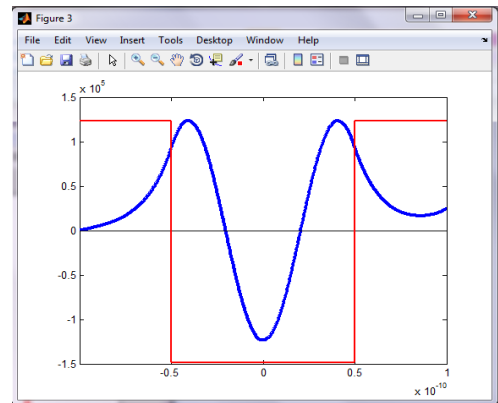 Figure 3
File Edit View Insert Tools Desktop Window Help
x 10^5
1.5
1
0.5
0
-0.5
-1
-1.5
-0.5 0 0.5 1
x 10^-10